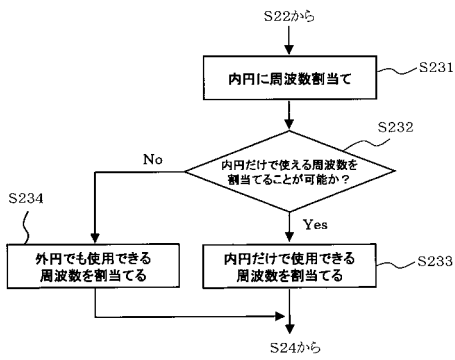 S22から
内円に周波数割当て
S231
S232
内円だけで使える周波数を
割当てることが可能か？
No
Yes
S234
外円でも使用できる
周波数を割当てる
内円だけで使用できる
周波数を割当てる
S233
S24から